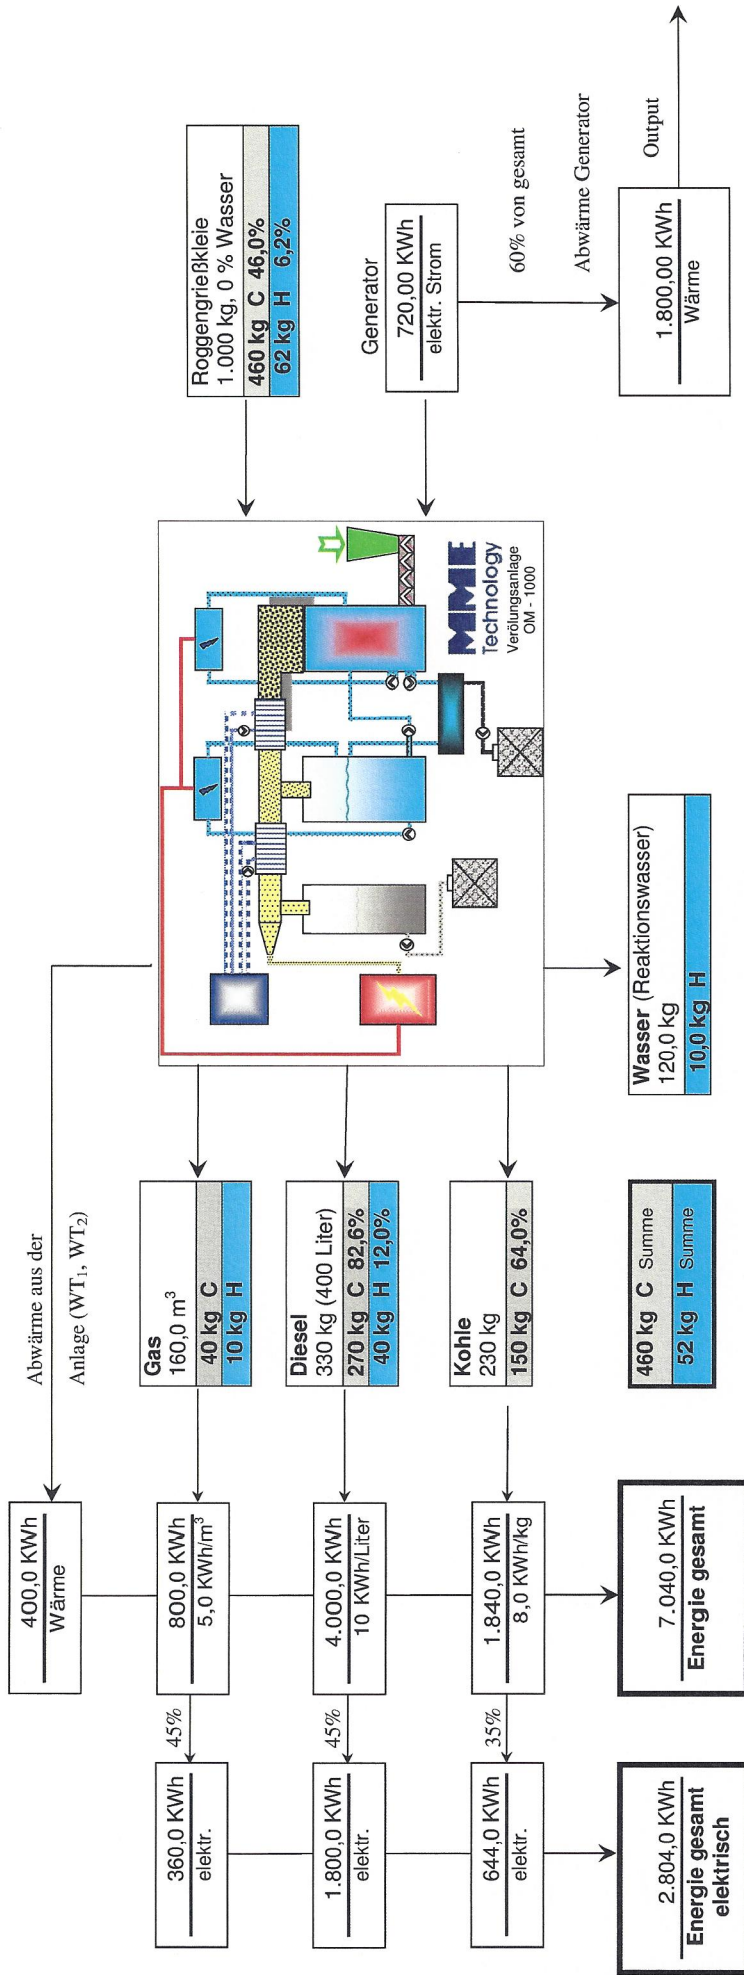 Roggengrießkleie
1.000 kg, 0 % Wasser
460 kg C 46,0%
62 kg H 6,2%
Generator
720,00 KWh
elektr. Strom
60% von gesamt
Abwärme Generator
1.800,00 KWh
Wärme
Output
MME
Technology
Verölungsanlage
OM - 1000
Abwärme aus der
Anlage (WT₁, WT₂)
Gas
160,0 m³
40 kg C
10 kg H
Diesel
330 kg (400 Liter)
270 kg C 82,6%
40 kg H 12,0%
Kohle
230 kg
150 kg C 64,0%
Wasser (Reaktionswasser)
120,0 kg
10,0 kg H
460 kg C Summe
52 kg H Summe
400,0 KWh
Wärme
800,0 KWh
5,0 KWh/m³
4.000,0 KWh
10 KWh/Liter
1.840,0 KWh
8,0 KWh/kg
7.040,0 KWh
Energie gesamt
45%
45%
35%
360,0 KWh
elektr.
1.800,0 KWh
elektr.
644,0 KWh
elektr.
2.804,0 KWh
Energie gesamt
elektrisch